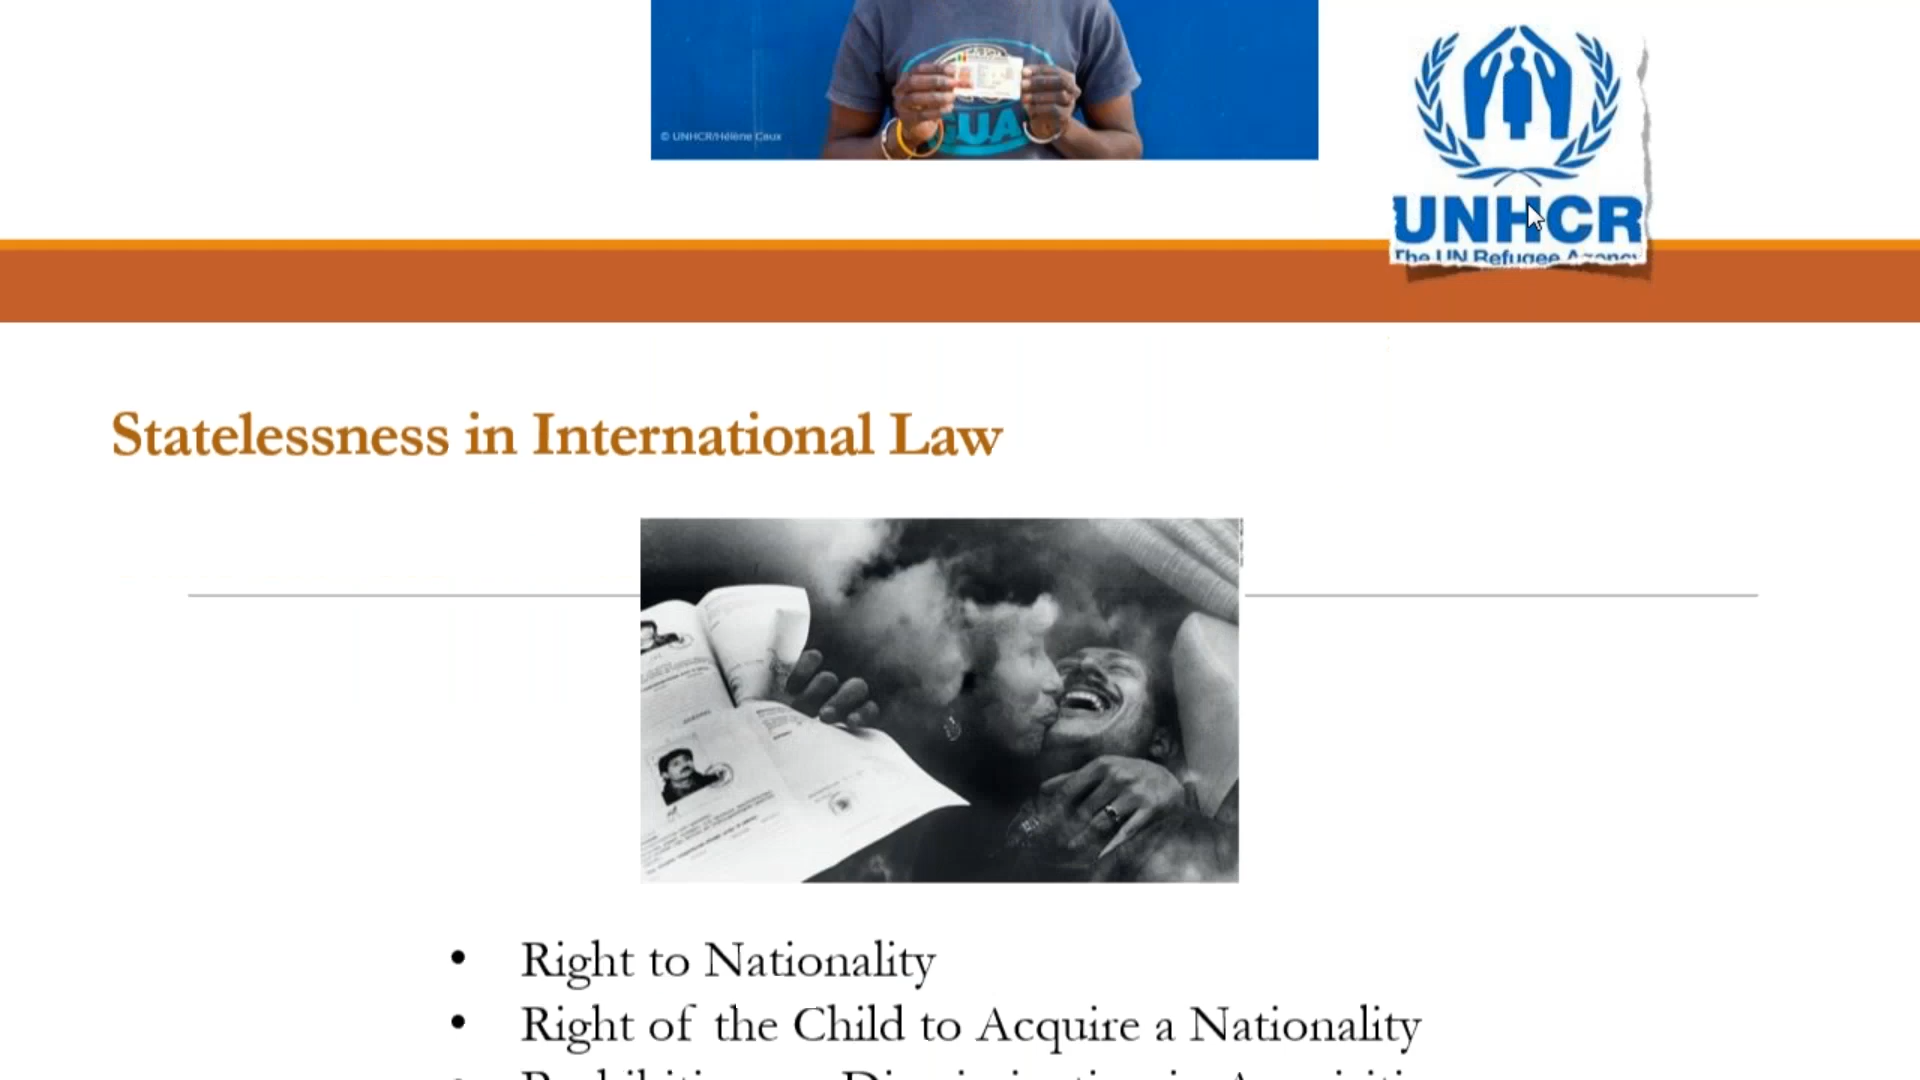 © UNHCR/Hélène Caux
UNHCR
The UN Refugee Agency
Statelessness in International Law
• Right to Nationality
• Right of the Child to Acquire a Nationality